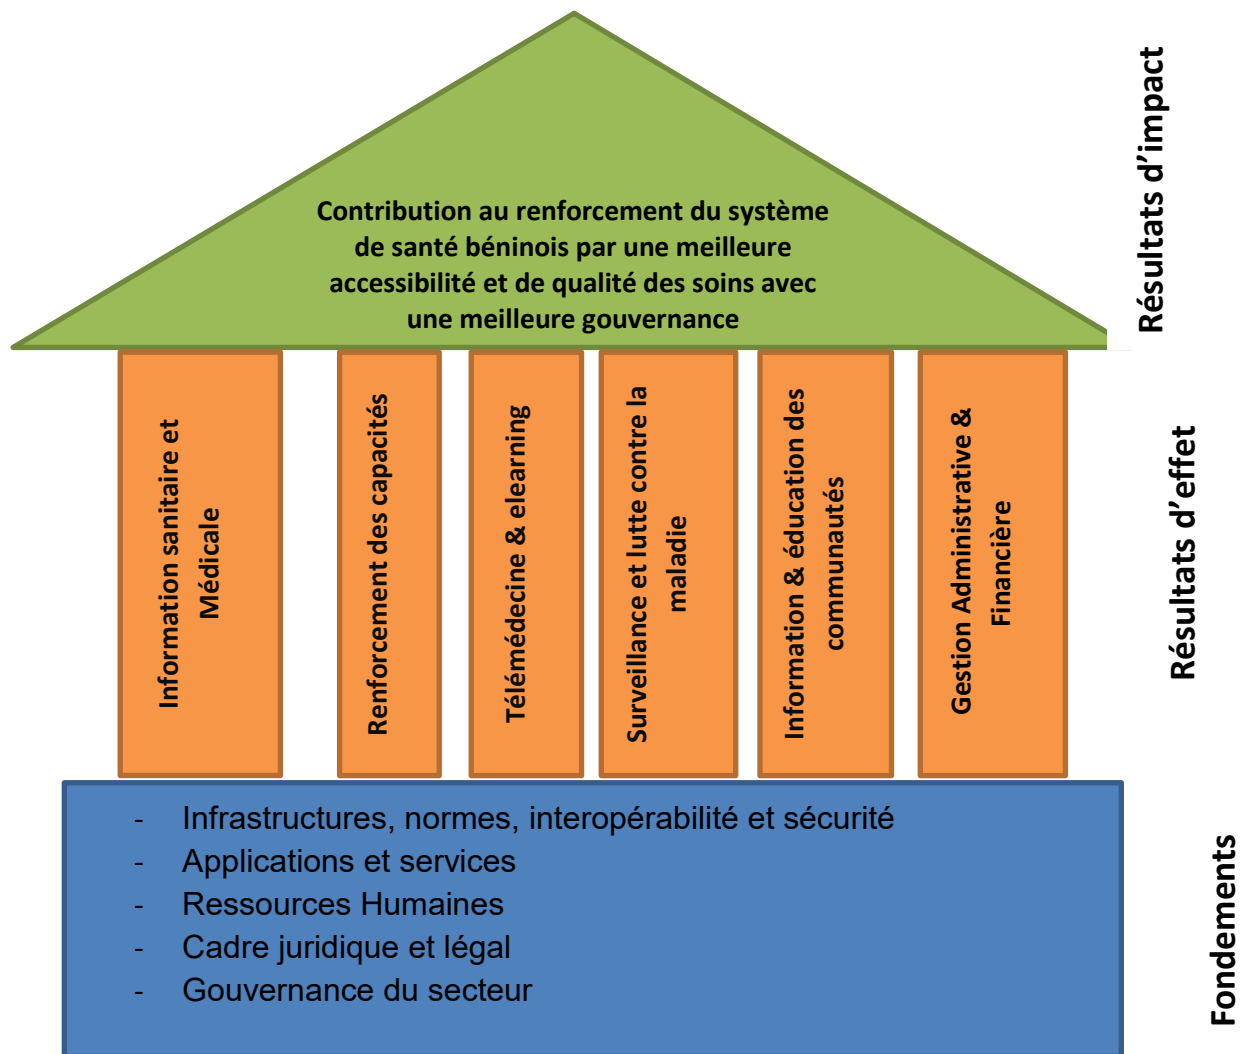 Contribution au renforcement du système
de santé béninois par une meilleure
accessibilité et de qualité des soins avec
une meilleure gouvernance
Résultats d’impact
Information sanitaire et
Médicale
Renforcement des capacités
Télémédecine & elearning
Surveillance et lutte contre la
maladie
Information & éducation des
communautés
Gestion Administrative &
Financière
Résultats d’effet
- Infrastructures, normes, interopérabilité et sécurité
- Applications et services
- Ressources Humaines
- Cadre juridique et légal
- Gouvernance du secteur
Fondements